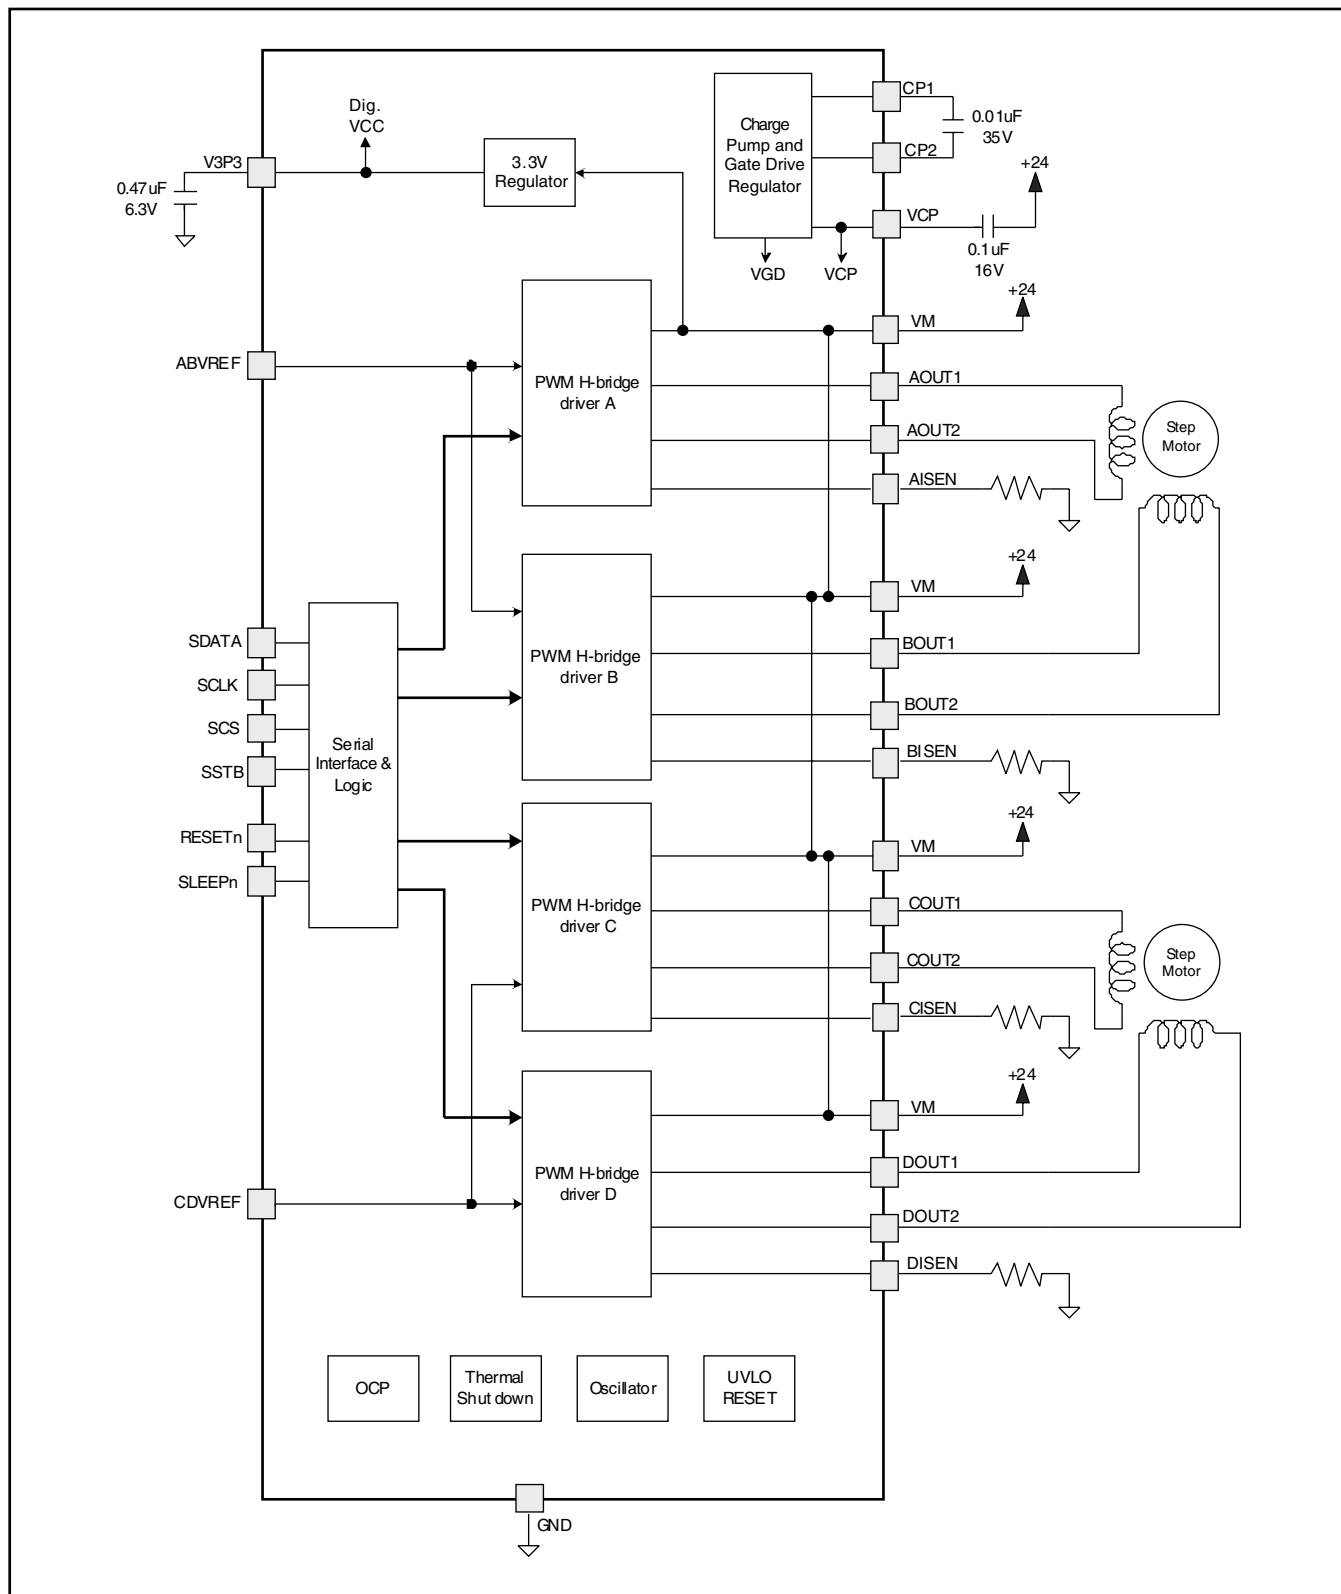 Dig.
VCC
V3P3
0.47uF
6.3V
3.3V
Regulator
Charge
Pump and
Gate Drive
Regulator
CP1
0.01uF
35V
CP2
+24
VCP
0.1uF
16V
VGD
VCP
+24
VM
ABVREF
PWM H-bridge
driver A
AOUT1
AOUT2
AISEN
Step
Motor
+24
VM
PWM H-bridge
driver B
BOUT1
BOUT2
BISEN
SDATA
SCLK
SCS
SSTB
RESETn
SLEEPn
Serial
Interface &
Logic
+24
VM
PWM H-bridge
driver C
COUT1
COUT2
CISEN
Step
Motor
+24
VM
CDVREF
PWM H-bridge
driver D
DOUT1
DOUT2
DISEN
OCP
Thermal
Shut down
Oscillator
UVLO
RESET
GND